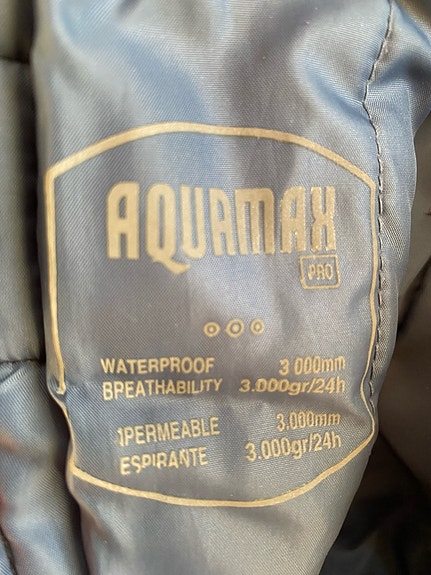 AQUAMAX
PRO
WATERPROOF 3.000mm
BREATHABILITY 3.000gr/24h
IPERMEABLE 3.000mm
ESPIRANTE 3.000gr/24h